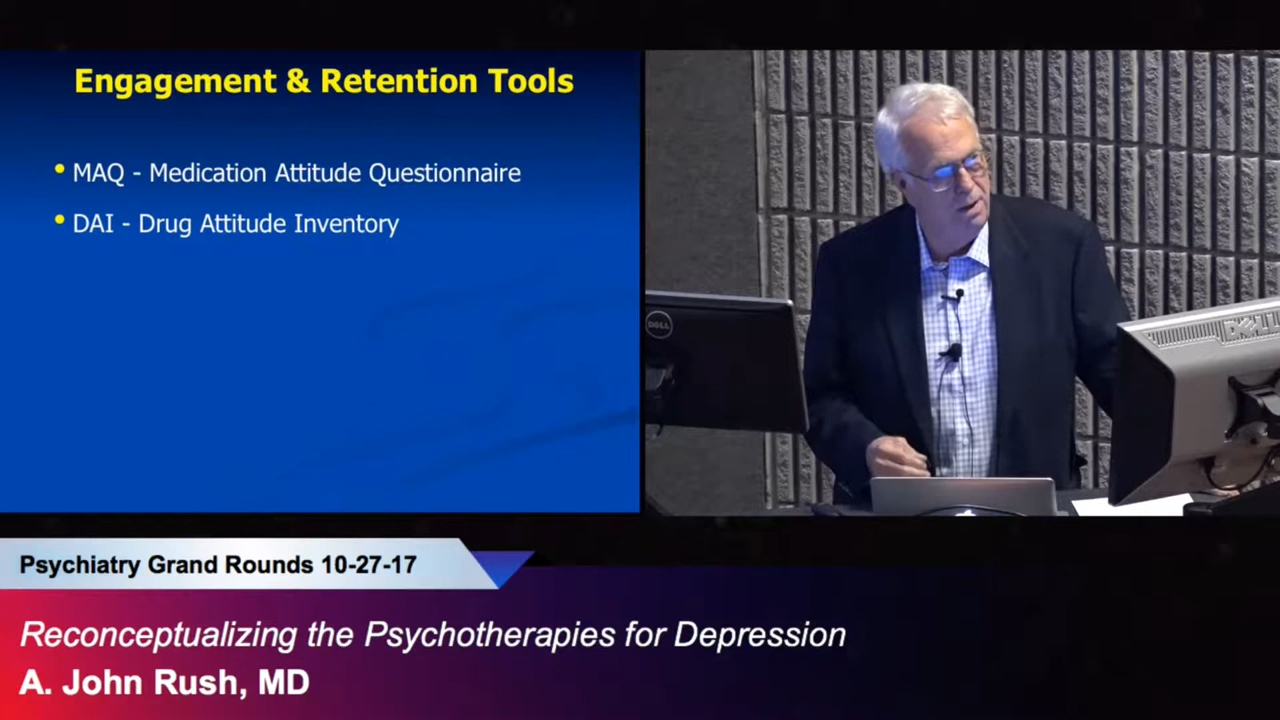 Engagement & Retention Tools
• MAQ - Medication Attitude Questionnaire
• DAI - Drug Attitude Inventory
DELL
DELL
Psychiatry Grand Rounds 10-27-17
Reconceptualizing the Psychotherapies for Depression
A. John Rush, MD